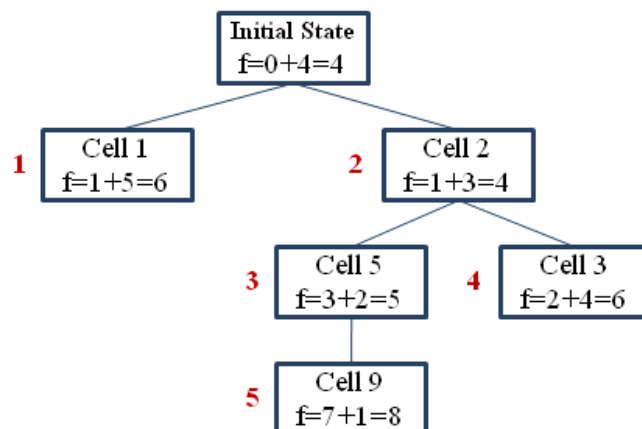 Initial State
f=0+4=4
1
Cell 1
f=1+5=6
2
Cell 2
f=1+3=4
3
Cell 5
f=3+2=5
4
Cell 3
f=2+4=6
5
Cell 9
f=7+1=8